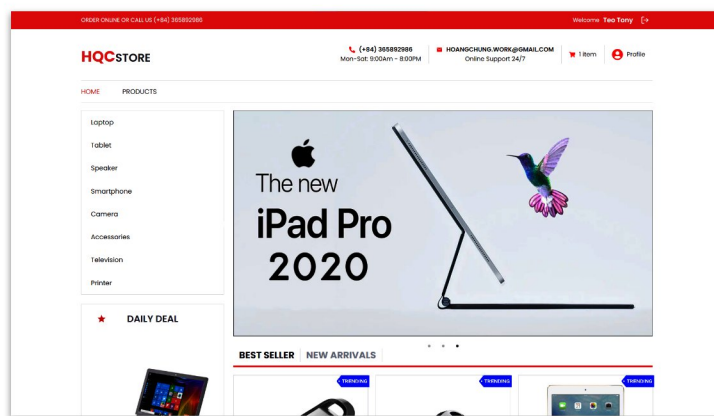 ORDER ONLINE OR CALL US (+84) 365892986
Welcome Teo Tony
HQCSTORE
(+84) 365892986
Mon-Sat: 9:00Am - 8:00PM
HOANGCHUNG.WORK@GMAIL.COM
Online Support 24/7
1 item
Profile
HOME PRODUCTS
Laptop
Tablet
Speaker
Smartphone
Camera
Accessories
Television
Printer
The new
iPad Pro
2020
DAILY DEAL
BEST SELLER NEW ARRIVALS
TRENDING
TRENDING
TRENDING